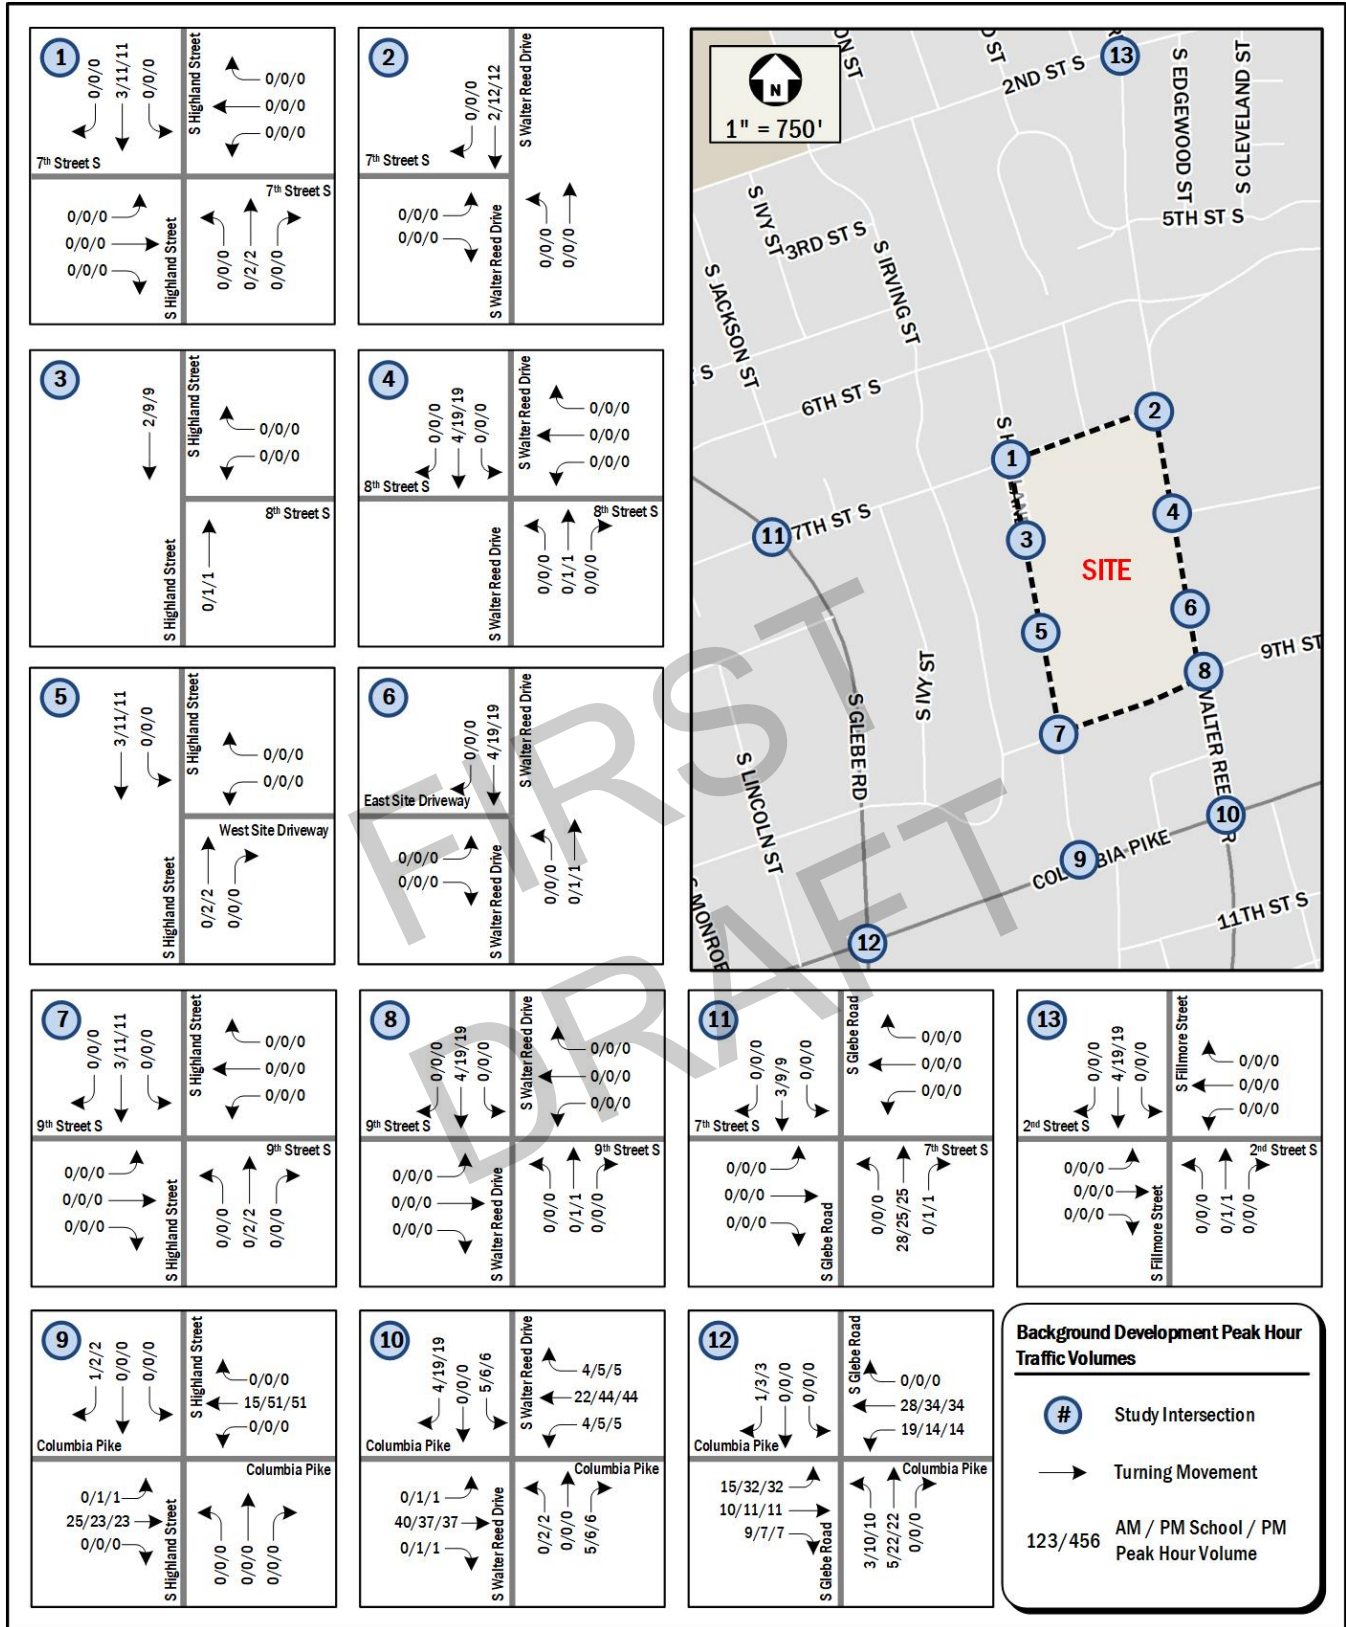 1
0/0/0
3/11/11
0/0/0
S Highland Street
0/0/0
0/0/0
0/0/0
7th Street S
7th Street S
0/0/0
0/0/0
0/0/0
S Highland Street
0/0/0
0/2/2
0/0/0
2
0/0/0
2/12/12
S Walter Reed Drive
7th Street S
0/0/0
0/0/0
S Walter Reed Drive
0/0/0
0/0/0
3
2/9/9
S Highland Street
0/0/0
0/0/0
8th Street S
S Highland Street
0/1/1
4
0/0/0
4/19/19
0/0/0
S Walter Reed Drive
0/0/0
0/0/0
0/0/0
8th Street S
8th Street S
S Walter Reed Drive
0/0/0
0/1/1
0/0/0
5
3/11/11
0/0/0
S Highland Street
0/0/0
0/0/0
West Site Driveway
S Highland Street
0/2/2
0/0/0
6
0/0/0
4/19/19
S Walter Reed Drive
East Site Driveway
0/0/0
0/0/0
S Walter Reed Drive
0/0/0
0/1/1
N
1" = 750'
ON ST
D ST
2ND ST S
13
S EDGEWOOD ST
S CLEVELAND ST
5TH ST S
S IVY ST
3RD ST S
S IRVING ST
S JACKSON ST
S
6TH ST S
2
1
11
7TH ST S
3
4
SITE
5
6
S IVY ST
9TH ST
8
7
S GLEBE RD
S LINCOLN ST
10
9
COLUMBIA PIKE
12
S MONROE
11TH ST S
FIRST
DRAFT
7
0/0/0
3/11/11
0/0/0
S Highland Street
0/0/0
0/0/0
0/0/0
9th Street S
9th Street S
0/0/0
0/0/0
0/0/0
S Highland Street
0/0/0
0/2/2
0/0/0
8
0/0/0
4/19/19
0/0/0
S Walter Reed Drive
0/0/0
0/0/0
0/0/0
9th Street S
9th Street S
0/0/0
0/0/0
0/0/0
S Walter Reed Drive
0/0/0
0/1/1
0/0/0
11
0/0/0
3/9/9
0/0/0
S Glebe Road
0/0/0
0/0/0
0/0/0
7th Street S
7th Street S
0/0/0
0/0/0
0/0/0
S Glebe Road
0/0/0
28/25/25
0/1/1
13
0/0/0
4/19/19
0/0/0
S Fillmore Street
0/0/0
0/0/0
0/0/0
2nd Street S
2nd Street S
0/0/0
0/0/0
0/0/0
S Fillmore Street
0/0/0
0/1/1
0/0/0
9
1/2/2
0/0/0
0/0/0
S Highland Street
0/0/0
15/51/51
0/0/0
Columbia Pike
Columbia Pike
0/1/1
25/23/23
0/0/0
S Highland Street
0/0/0
0/0/0
0/0/0
10
4/19/19
0/0/0
5/6/6
S Walter Reed Drive
4/5/5
22/44/44
4/5/5
Columbia Pike
Columbia Pike
0/1/1
40/37/37
0/1/1
S Walter Reed Drive
0/2/2
0/0/0
5/6/6
12
1/3/3
0/0/0
0/0/0
S Glebe Road
0/0/0
28/34/34
19/14/14
Columbia Pike
Columbia Pike
15/32/32
10/11/11
9/7/7
S Glebe Road
3/10/10
5/22/22
0/0/0
Background Development Peak Hour
Traffic Volumes
# Study Intersection
Turning Movement
123/456 AM / PM School / PM
Peak Hour Volume